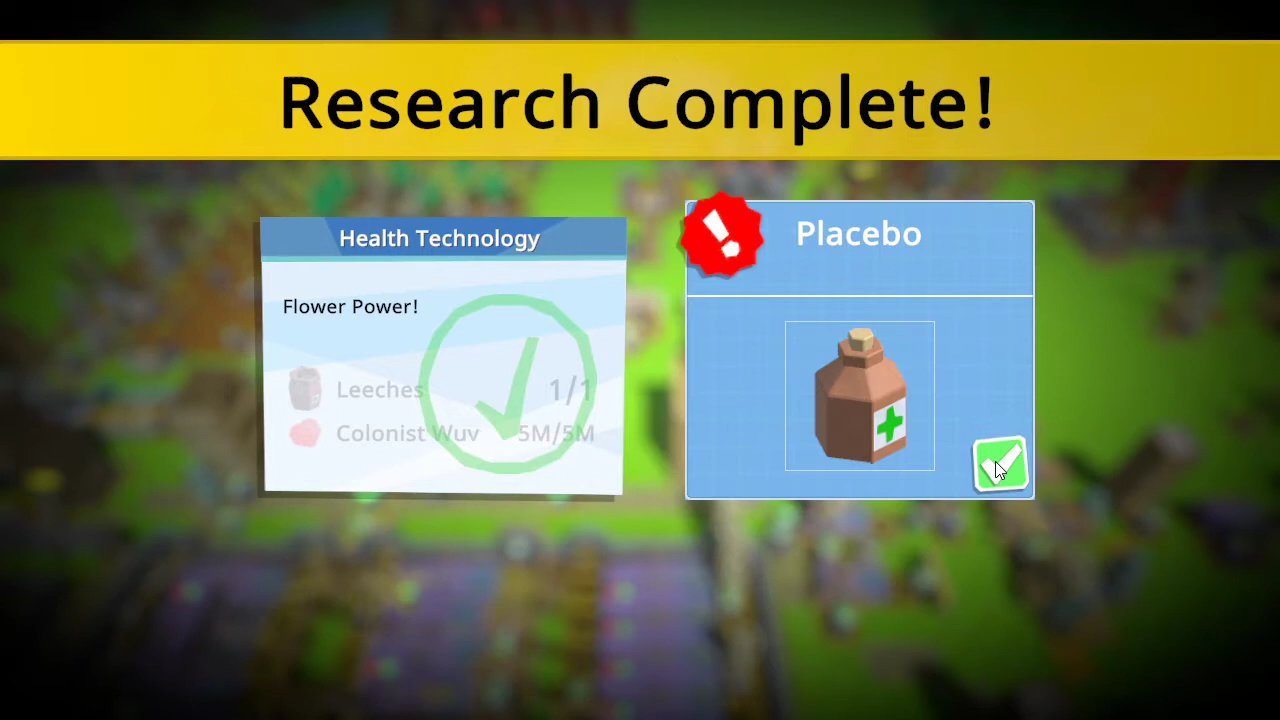 Research Complete!
Health Technology
Flower Power!
Leeches 1/1
Colonist Wuv 5M/5M
Placebo